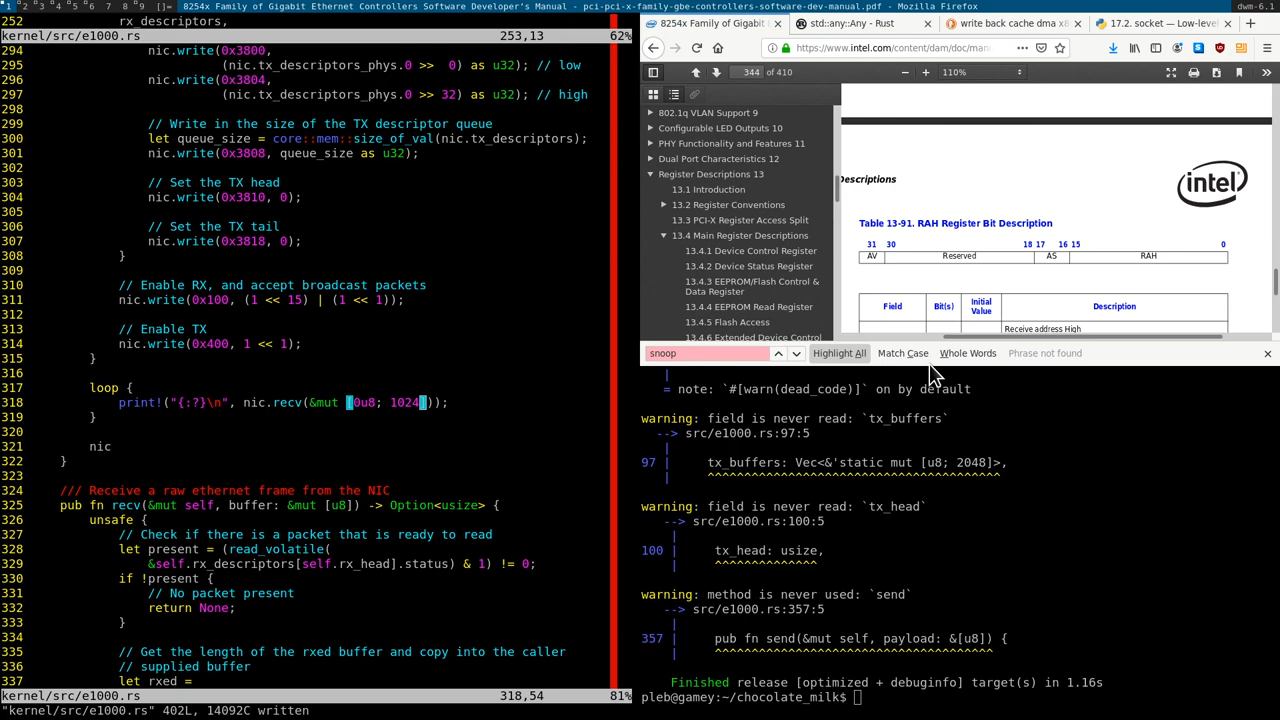 1 2 3 4 5 6 7 8 9 []= 8254x Family of Gigabit Ethernet Controllers Software Developer's Manual - pci-pci-x-family-gbe-controllers-software-dev-manual.pdf - Mozilla Firefox dwm-6.1
252 rx_descriptors,
kernel/src/e1000.rs 253,13 62%
294 nic.write(0x3800,
295 (nic.tx_descriptors_phys.0 >> 0) as u32); // low
296 nic.write(0x3804,
297 (nic.tx_descriptors_phys.0 >> 32) as u32); // high
298
299 // Write in the size of the TX descriptor queue
300 let queue_size = core::mem::size_of_val(nic.tx_descriptors);
301 nic.write(0x3808, queue_size as u32);
302
303 // Set the TX head
304 nic.write(0x3810, 0);
305
306 // Set the TX tail
307 nic.write(0x3818, 0);
308 }
309
310 // Enable RX, and accept broadcast packets
311 nic.write(0x100, (1 << 15) | (1 << 1));
312
313 // Enable TX
314 nic.write(0x400, 1 << 1);
315 }
316
317 loop {
318 print!("{:?}\n", nic.recv(&mut [0u8; 1024]));
319 }
320
321 nic
322 }
323
324 /// Receive a raw ethernet frame from the NIC
325 pub fn recv(&mut self, buffer: &mut [u8]) -> Option<usize> {
326 unsafe {
327 // Check if there is a packet that is ready to read
328 let present = (read_volatile(
329 &self.rx_descriptors[self.rx_head].status) & 1) != 0;
330 if !present {
331 // No packet present
332 return None;
333 }
334
335 // Get the length of the rxed buffer and copy into the caller
336 // supplied buffer
337 let rxed =
kernel/src/e1000.rs 318,54 81%
"kernel/src/e1000.rs" 402L, 14092C written
8254x Family of Gigabit
std::any::Any - Rust
write back cache dma x8
17.2. socket — Low-level
https://www.intel.com/content/dam/doc/man
344 of 410
110%
802.1q VLAN Support 9
Configurable LED Outputs 10
PHY Functionality and Features 11
Dual Port Characteristics 12
Register Descriptions 13
13.1 Introduction
13.2 Register Conventions
13.3 PCI-X Register Access Split
13.4 Main Register Descriptions
13.4.1 Device Control Register
13.4.2 Device Status Register
13.4.3 EEPROM/Flash Control &
Data Register
13.4.4 EEPROM Read Register
13.4.5 Flash Access
13.4.6 Extended Device Control
Descriptions
intel
Table 13-91. RAH Register Bit Description
31 30 18 17 16 15 0
AV Reserved AS RAH
Field Bit(s) Initial Value Description
Receive address High
snoop Highlight All Match Case Whole Words Phrase not found
|
= note: `#[warn(dead_code)]` on by default
warning: field is never read: `tx_buffers`
--> src/e1000.rs:97:5
|
97 | tx_buffers: Vec<&'static mut [u8; 2048]>,
| ^^^^^^^^^^^^^^^^^^^^^^^^^^^^^^^^^^^^^^^^
warning: field is never read: `tx_head`
--> src/e1000.rs:100:5
|
100 | tx_head: usize,
| ^^^^^^^^^^^^^^
warning: method is never used: `send`
--> src/e1000.rs:357:5
|
357 | pub fn send(&mut self, payload: &[u8]) {
| ^^^^^^^^^^^^^^^^^^^^^^^^^^^^^^^^^^^^^^
Finished release [optimized + debuginfo] target(s) in 1.16s
pleb@gamey:~/chocolate_milk$